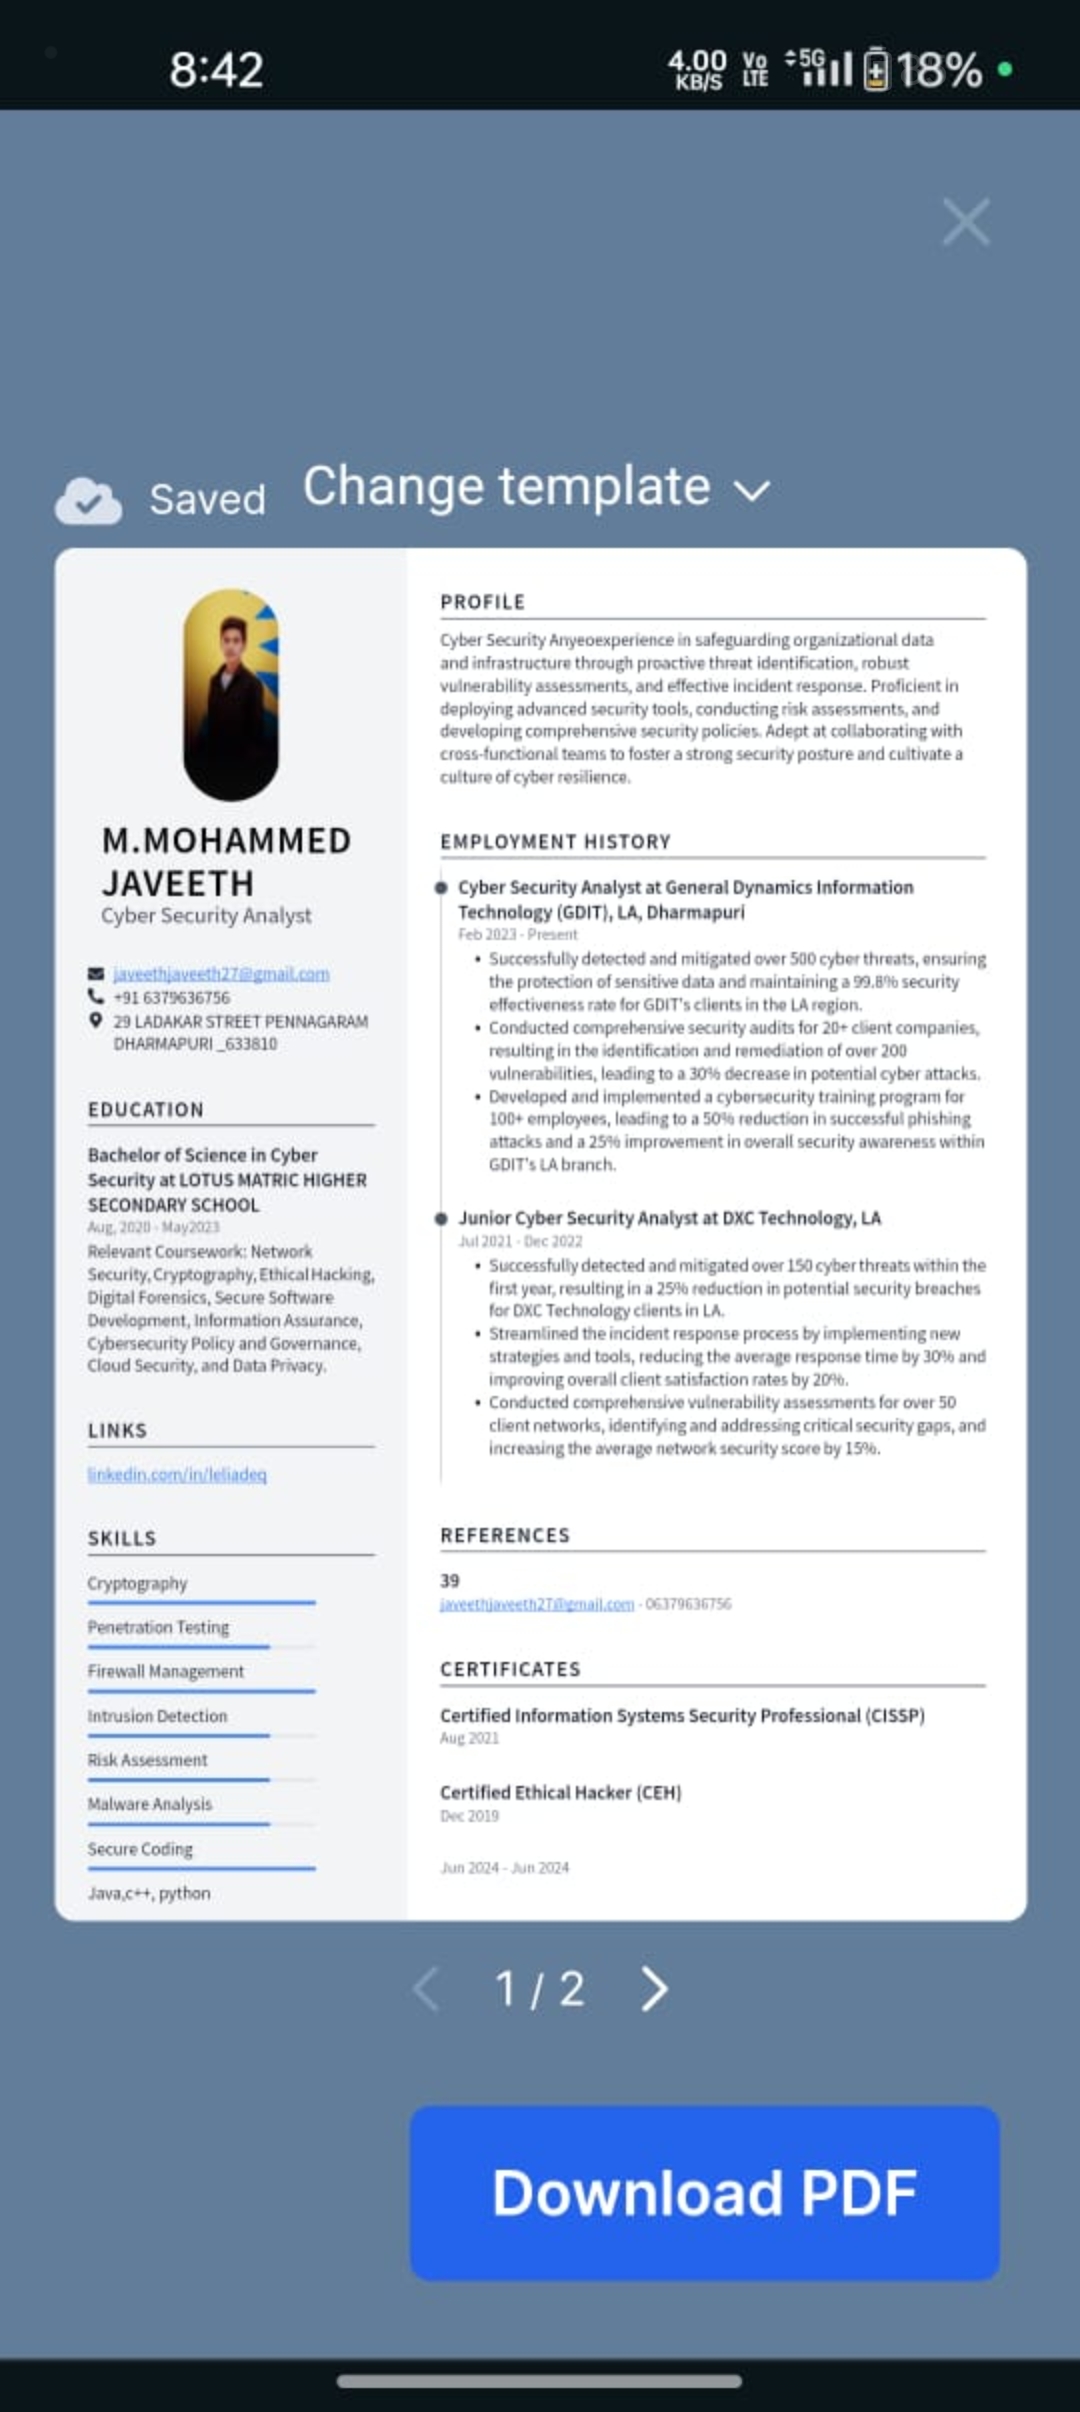 8:42
4.00 KB/S Vo LTE 5G 18%
Saved Change template
M.MOHAMMED
JAVEETH
Cyber Security Analyst
javeethjaveeth27@gmail.com
+91 6379636756
29 LADAKAR STREET PENNAGARAM
DHARMAPURI _633810
EDUCATION
Bachelor of Science in Cyber
Security at LOTUS MATRIC HIGHER
SECONDARY SCHOOL
Aug, 2020 - May2023
Relevant Coursework: Network
Security, Cryptography, Ethical Hacking,
Digital Forensics, Secure Software
Development, Information Assurance,
Cybersecurity Policy and Governance,
Cloud Security, and Data Privacy.
LINKS
linkedin.com/in/leliadeq
SKILLS
Cryptography
Penetration Testing
Firewall Management
Intrusion Detection
Risk Assessment
Malware Analysis
Secure Coding
Java,c++, python
PROFILE
Cyber Security Anyeoexperience in safeguarding organizational data
and infrastructure through proactive threat identification, robust
vulnerability assessments, and effective incident response. Proficient in
deploying advanced security tools, conducting risk assessments, and
developing comprehensive security policies. Adept at collaborating with
cross-functional teams to foster a strong security posture and cultivate a
culture of cyber resilience.
EMPLOYMENT HISTORY
Cyber Security Analyst at General Dynamics Information
Technology (GDIT), LA, Dharmapuri
Feb 2023 - Present
• Successfully detected and mitigated over 500 cyber threats, ensuring
the protection of sensitive data and maintaining a 99.8% security
effectiveness rate for GDIT's clients in the LA region.
• Conducted comprehensive security audits for 20+ client companies,
resulting in the identification and remediation of over 200
vulnerabilities, leading to a 30% decrease in potential cyber attacks.
• Developed and implemented a cybersecurity training program for
100+ employees, leading to a 50% reduction in successful phishing
attacks and a 25% improvement in overall security awareness within
GDIT's LA branch.
Junior Cyber Security Analyst at DXC Technology, LA
Jul 2021 - Dec 2022
• Successfully detected and mitigated over 150 cyber threats within the
first year, resulting in a 25% reduction in potential security breaches
for DXC Technology clients in LA.
• Streamlined the incident response process by implementing new
strategies and tools, reducing the average response time by 30% and
improving overall client satisfaction rates by 20%.
• Conducted comprehensive vulnerability assessments for over 50
client networks, identifying and addressing critical security gaps, and
increasing the average network security score by 15%.
REFERENCES
39
javeethjaveeth27@gmail.com · 06379636756
CERTIFICATES
Certified Information Systems Security Professional (CISSP)
Aug 2021
Certified Ethical Hacker (CEH)
Dec 2019
Jun 2024 - Jun 2024
1 / 2
Download PDF